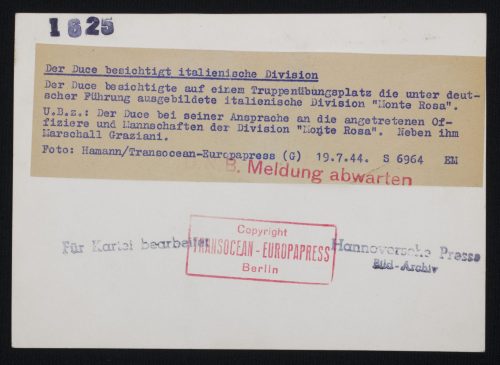 1625
Der Duce besichtigt italienische Division
Der Duce besichtigte auf einem Truppenübungsplatz die unter deut-
scher Führung ausgebildete italienische Division "Monte Rosa".
U.B.z.: Der Duce bei seiner Ansprache an die angetretenen Of-
fiziere und Mannschaften der Division "Monte Rosa". Neben ihm
Marschall Graziani.
Foto: Hamann/Transocean-Europapress (G) 19.7.44. S 6964 EM
B. Meldung abwarten
Für Kartei bearbeitet
Copyright
TRANSOCEAN - EUROPAPRESS
Berlin
Hannoversche Presse
Bild-Archiv